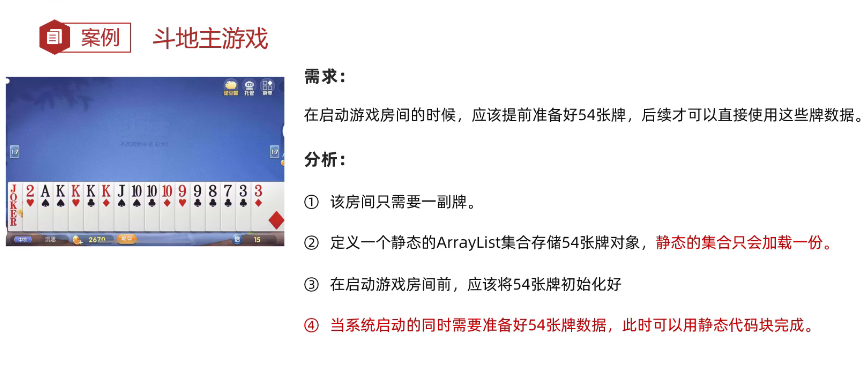 案例 斗地主游戏
需求：
在启动游戏房间的时候，应该提前准备好54张牌，后续才可以直接使用这些牌数据。
分析：
① 该房间只需要一副牌。
② 定义一个静态的ArrayList集合存储54张牌对象，静态的集合只会加载一份。
③ 在启动游戏房间前，应该将54张牌初始化好
④ 当系统启动的同时需要准备好54张牌数据，此时可以用静态代码块完成。
17 17
JOKER 2 A K K K K J 10 10 10 9 9 8 7 3 3
2670 15